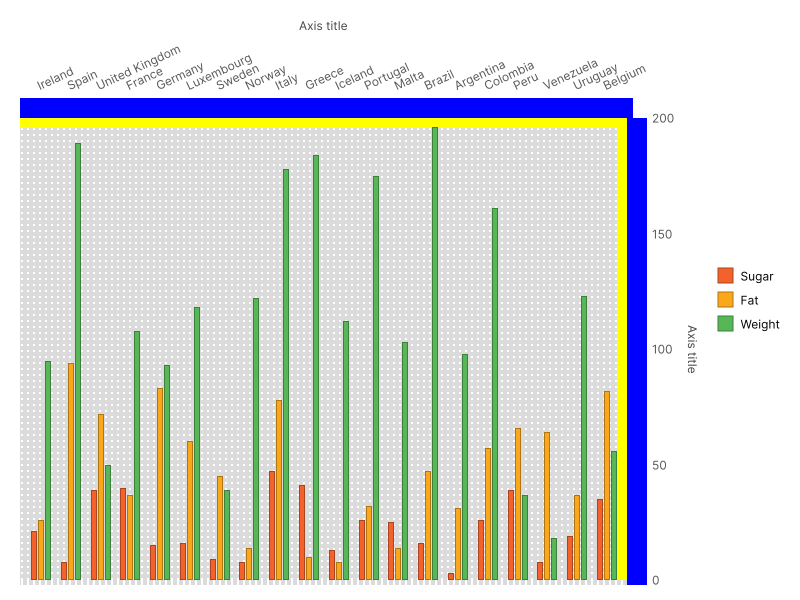 Axis title
Ireland
Spain
United Kingdom
France
Germany
Luxembourg
Sweden
Norway
Italy
Greece
Iceland
Portugal
Malta
Brazil
Argentina
Colombia
Peru
Venezuela
Uruguay
Belgium
200
150
100
50
0
Axis title
Sugar
Fat
Weight